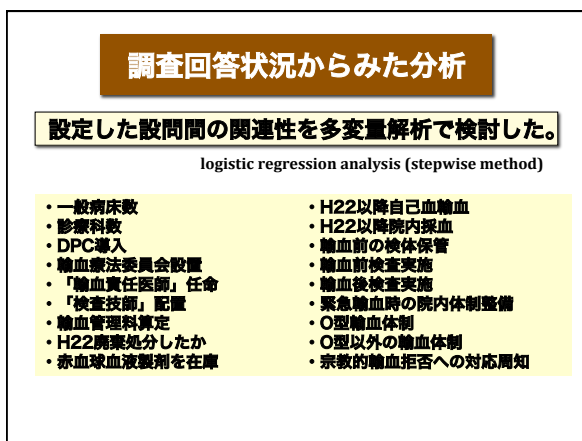 調査回答状況からみた分析
設定した設問間の関連性を多変量解析で検討した。
logistic regression analysis (stepwise method)
・一般病床数
・診療科数
・DPC導入
・輸血療法委員会設置
・「輸血責任医師」任命
・「検査技師」配置
・輸血管理料算定
・H22廃棄処分したか
・赤血球血液製剤を在庫
・H22以降自己血輸血
・H22以降院内採血
・輸血前の検体保管
・輸血前検査実施
・輸血後検査実施
・緊急輸血時の院内体制整備
・O型輸血体制
・O型以外の輸血体制
・宗教的輸血拒否への対応周知